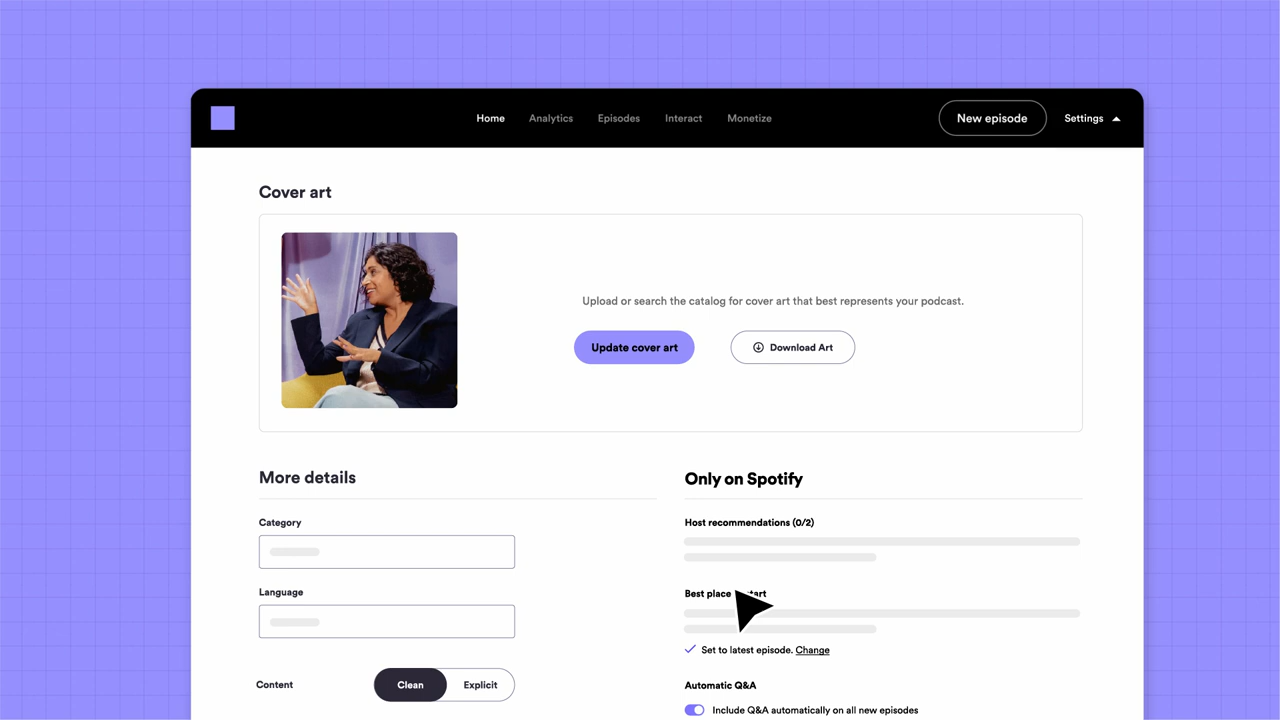 Home Analytics Episodes Interact Monetize New episode Settings
Cover art
Upload or search the catalog for cover art that best represents your podcast.
Update cover art Download Art
More details
Category
Language
Content Clean Explicit
Only on Spotify
Host recommendations (0/2)
Best place
Set to latest episode. Change
Automatic Q&A
Include Q&A automatically on all new episodes